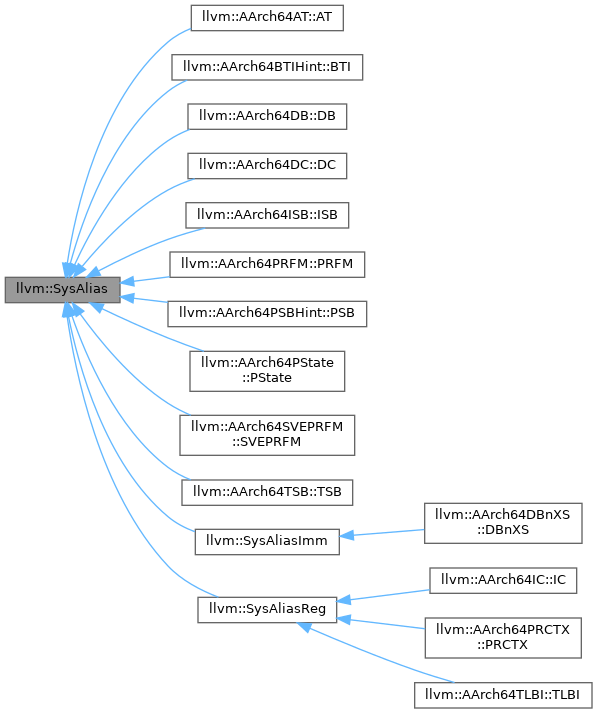 llvm::AArch64AT::AT
llvm::AArch64BTIHint::BTI
llvm::AArch64DB::DB
llvm::AArch64DC::DC
llvm::AArch64ISB::ISB
llvm::AArch64PRFM::PRFM
llvm::SysAlias
llvm::AArch64PSBHint::PSB
llvm::AArch64PState
::PState
llvm::AArch64SVEPRFM
::SVEPRFM
llvm::AArch64TSB::TSB
llvm::SysAliasImm
llvm::AArch64DBnXS
::DBnXS
llvm::SysAliasReg
llvm::AArch64IC::IC
llvm::AArch64PRCTX
::PRCTX
llvm::AArch64TLBI::TLBI